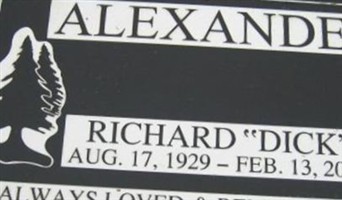 ALEXANDE
RICHARD "DICK"
AUG. 17, 1929 – FEB. 13, 20
ALWAYS LOVED &